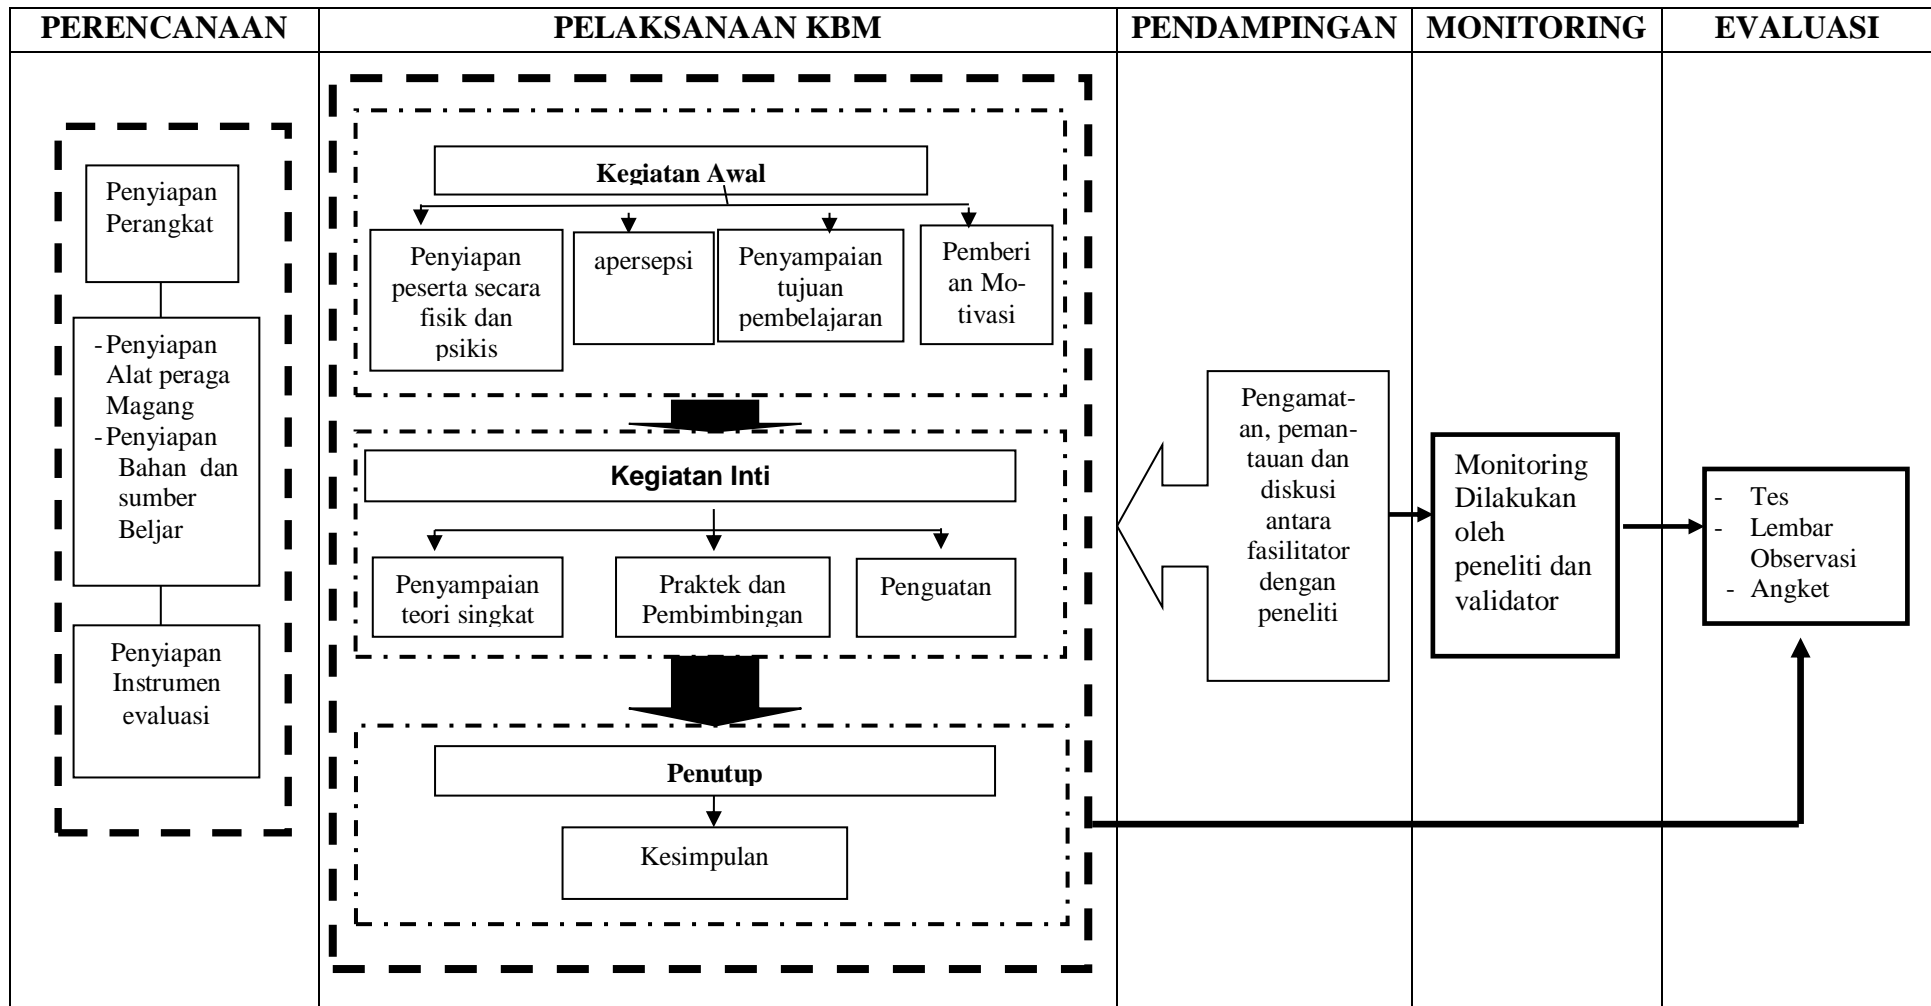 PERENCANAAN
PELAKSANAAN KBM
PENDAMPINGAN
MONITORING
EVALUASI
Penyiapan
Perangkat
-Penyiapan
Alat peraga
Magang
-Penyiapan
Bahan dan
sumber
Beljar
Penyiapan
Instrumen
evaluasi
Kegiatan Awal
Penyiapan
peserta secara
fisik dan
psikis
apersepsi
Penyampaian
tujuan
pembelajaran
Pemberi
an Mo-
tivasi
Kegiatan Inti
Penyampaian
teori singkat
Praktek dan
Pembimbingan
Penguatan
Penutup
Kesimpulan
Pengamat-
an, peman-
tauan dan
diskusi
antara
fasilitator
dengan
peneliti
Monitoring
Dilakukan
oleh
peneliti dan
validator
- Tes
- Lembar
Observasi
- Angket